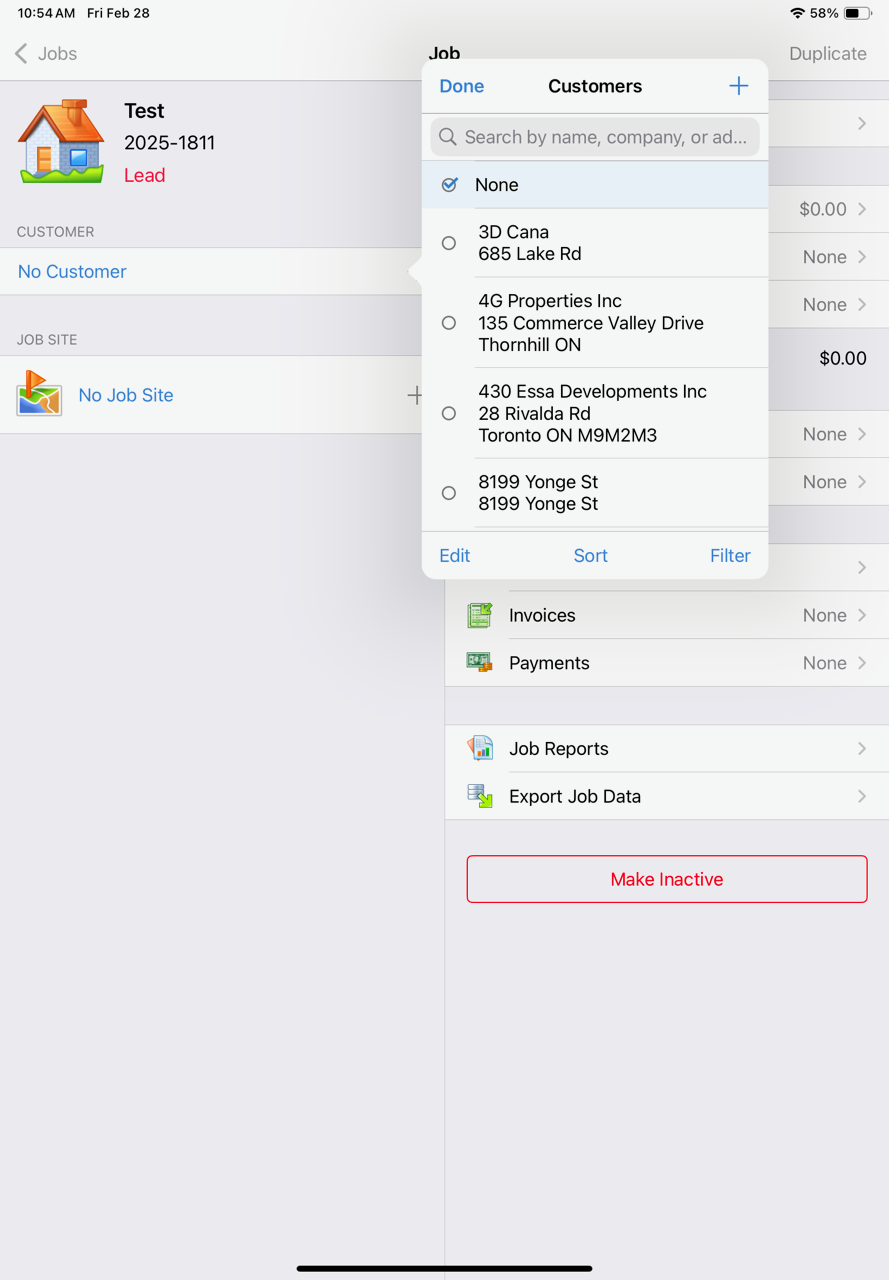 10:54 AM Fri Feb 28
58%
Jobs
Job
Duplicate
Test
2025-1811
Lead
CUSTOMER
No Customer
JOB SITE
No Job Site
Done
Customers
Search by name, company, or ad...
None
3D Cana
685 Lake Rd
4G Properties Inc
135 Commerce Valley Drive
Thornhill ON
430 Essa Developments Inc
28 Rivalda Rd
Toronto ON M9M2M3
8199 Yonge St
8199 Yonge St
Edit
Sort
Filter
$0.00
None
None
$0.00
None
None
Invoices
None
Payments
None
Job Reports
Export Job Data
Make Inactive